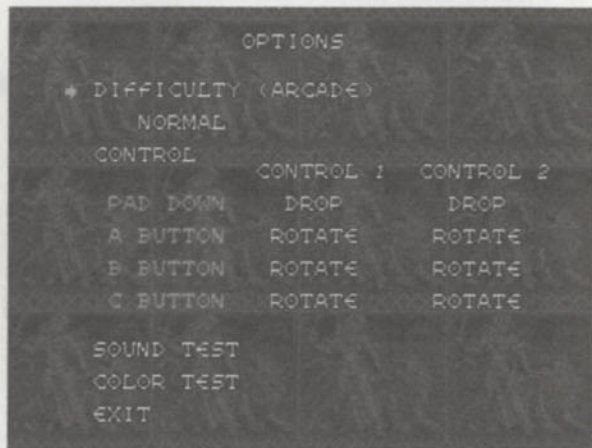 OPTIONS
DIFFICULTY (ARCADE)
NORMAL
CONTROL
CONTROL 1 CONTROL 2
PAD DOWN DROP DROP
A BUTTON ROTATE ROTATE
B BUTTON ROTATE ROTATE
C BUTTON ROTATE ROTATE
SOUND TEST
COLOR TEST
EXIT